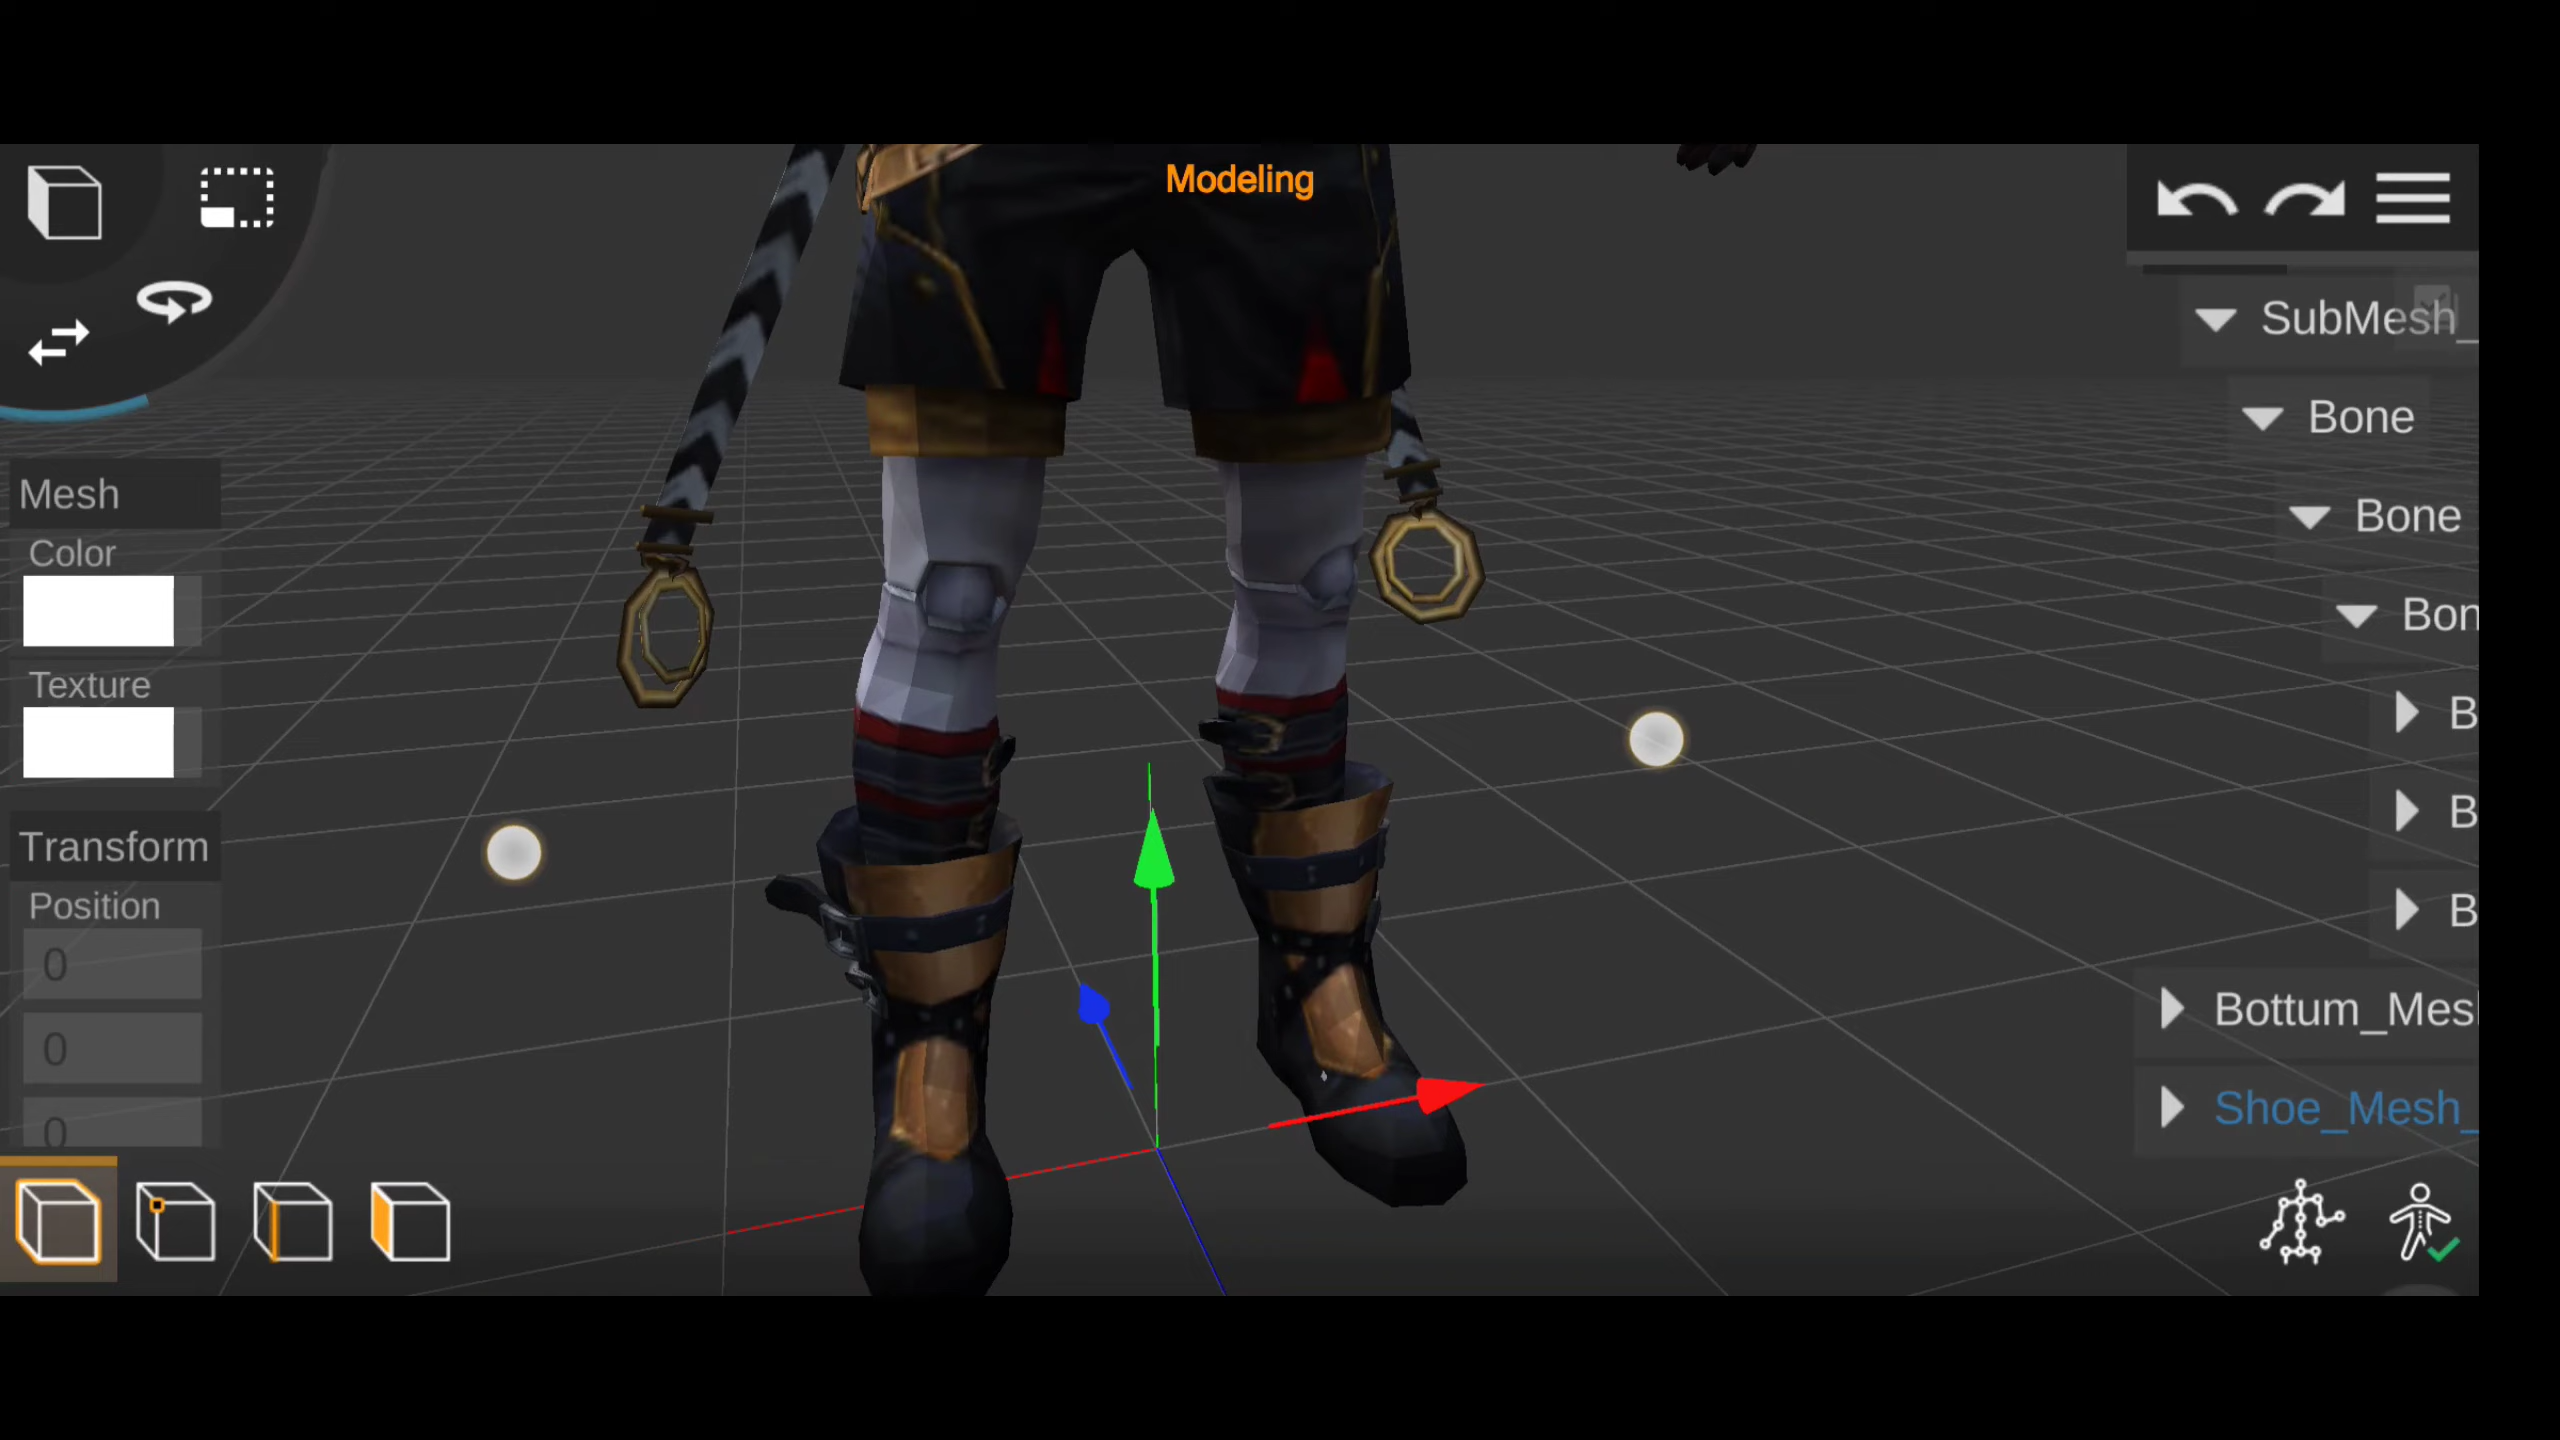 Modeling
SubMesh_
Bone
Mesh
Bone
Color
Bon
Texture
B
B
Transform
Position
B
0
Bottum_Mes
0
Shoe_Mesh_
0